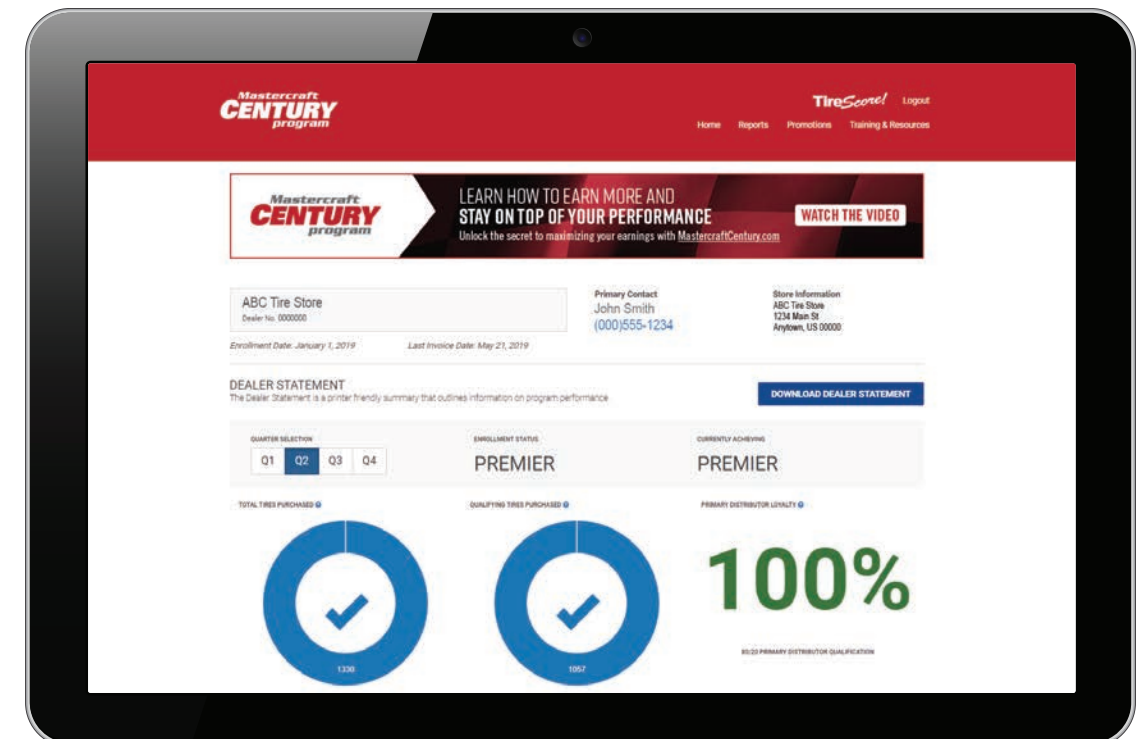 Mastercraft
CENTURY
program
TireScore! Logout
Home Reports Promotions Training & Resources
Mastercraft
CENTURY
program
LEARN HOW TO EARN MORE AND
STAY ON TOP OF YOUR PERFORMANCE
Unlock the secret to maximizing your earnings with MastercraftCentury.com
WATCH THE VIDEO
ABC Tire Store
Dealer No. 0000000
Primary Contact
John Smith
(000)555-1234
Store Information
ABC Tire Store
1234 Main St
Anytown, US 00000
Enrollment Date: January 1, 2019 Last Invoice Date: May 21, 2019
DEALER STATEMENT
The Dealer Statement is a printer friendly summary that outlines information on program performance
DOWNLOAD DEALER STATEMENT
QUARTER SELECTION
Q1 Q2 Q3 Q4
ENROLLMENT STATUS
PREMIER
CURRENTLY ACHIEVING
PREMIER
TOTAL TIRES PURCHASED
1330
QUALIFYING TIRES PURCHASED
1057
PRIMARY DISTRIBUTOR LOYALTY
100%
80/20 PRIMARY DISTRIBUTOR QUALIFICATION